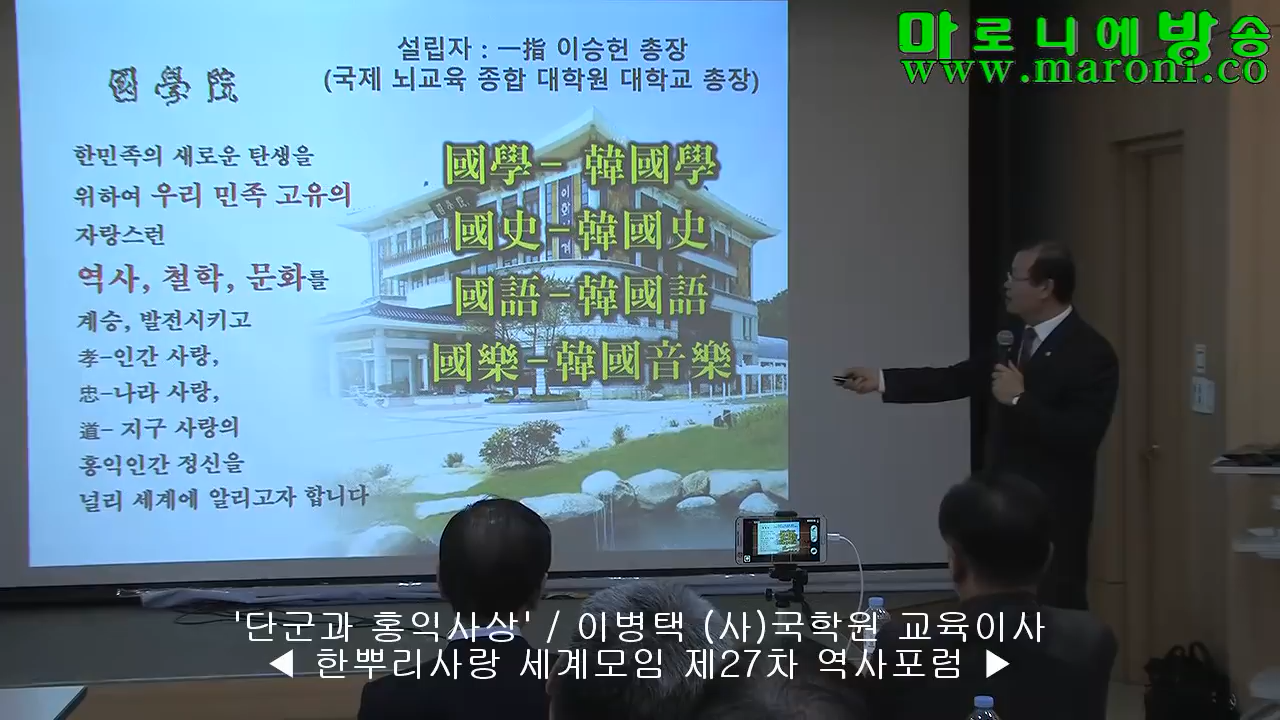 마로니에방송
www.maroni.co
설립자 : 一指 이승헌 총장
(국제 뇌교육 종합 대학원 대학교 총장)
國學院
한민족의 새로운 탄생을
위하여 우리 민족 고유의
자랑스런
역사, 철학, 문화를
계승, 발전시키고
孝-인간 사랑,
忠-나라 사랑,
道- 지구 사랑의
홍익인간 정신을
널리 세계에 알리고자 합니다
國學- 韓國學
國史-韓國史
國語-韓國語
國樂-韓國音樂
'단군과 홍익사상' / 이병택 (사)국학원 교육이사
◀ 한뿌리사랑 세계모임 제27차 역사포럼 ▶